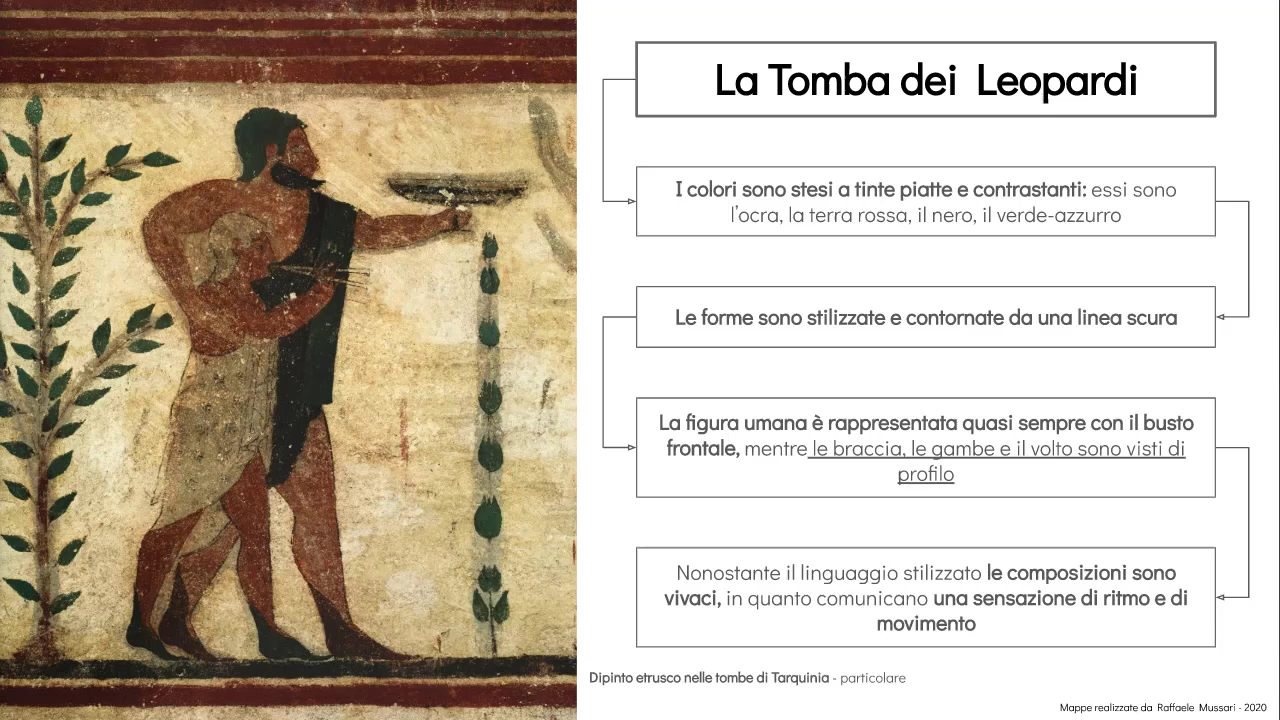 La Tomba dei Leopardi
I colori sono stesi a tinte piatte e contrastanti: essi sono
l'ocra, la terra rossa, il nero, il verde-azzurro
Le forme sono stilizzate e contornate da una linea scura
La figura umana è rappresentata quasi sempre con il busto
frontale, mentre le braccia, le gambe e il volto sono visti di
profilo
Nonostante il linguaggio stilizzato le composizioni sono
vivaci, in quanto comunicano una sensazione di ritmo e di
movimento
Dipinto etrusco nelle tombe di Tarquinia - particolare
Mappe realizzate da Raffaele Mussari - 2020